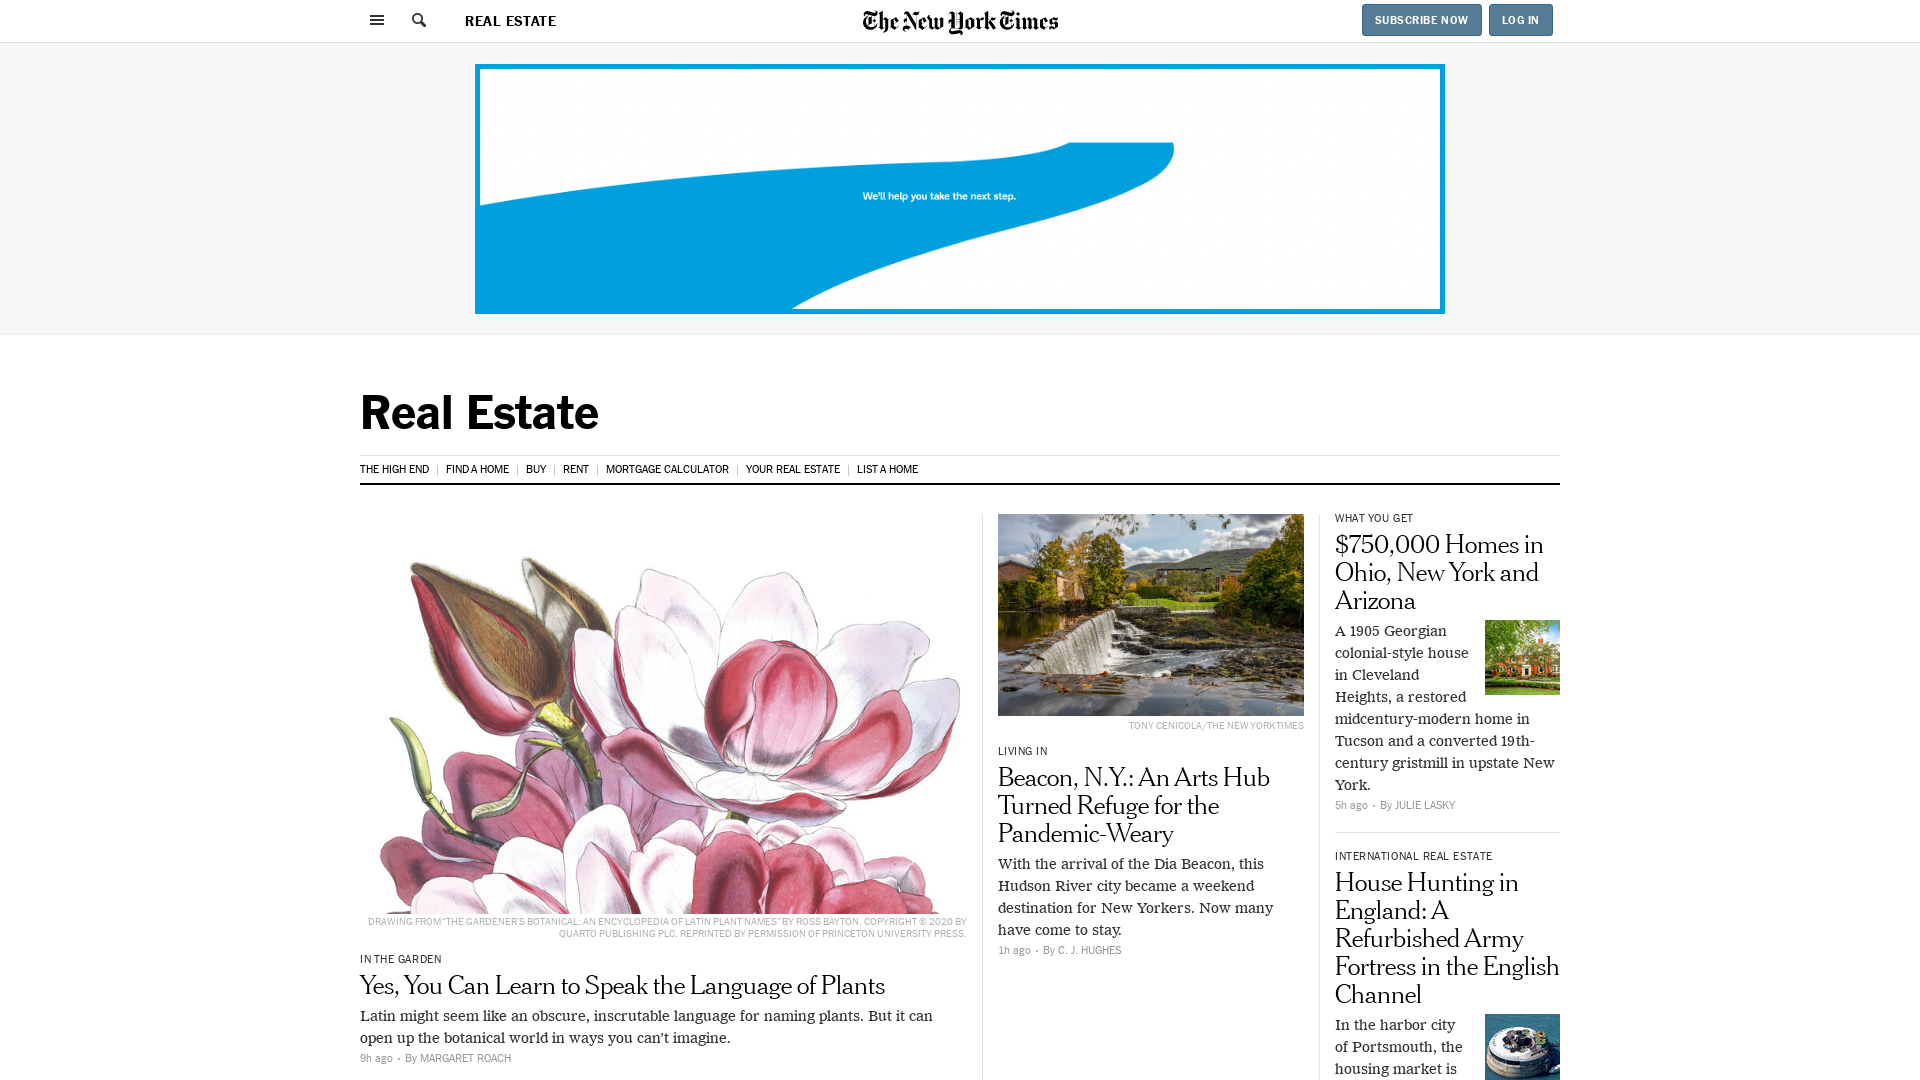 REAL ESTATE
The New York Times
SUBSCRIBE NOW
LOG IN
We'll help you take the next step.
Real Estate
THE HIGH END
FIND A HOME
BUY
RENT
MORTGAGE CALCULATOR
YOUR REAL ESTATE
LIST A HOME
DRAWING FROM “THE GARDENER’S BOTANICAL: AN ENCYCLOPEDIA OF LATIN PLANT NAMES” BY ROSS BAYTON. COPYRIGHT © 2020 BY
QUARTO PUBLISHING PLC. REPRINTED BY PERMISSION OF PRINCETON UNIVERSITY PRESS.
IN THE GARDEN
Yes, You Can Learn to Speak the Language of Plants
Latin might seem like an obscure, inscrutable language for naming plants. But it can
open up the botanical world in ways you can’t imagine.
9h ago • By MARGARET ROACH
TONY CENICOLA/THE NEW YORK TIMES
LIVING IN
Beacon, N.Y.: An Arts Hub
Turned Refuge for the
Pandemic-Weary
With the arrival of the Dia Beacon, this
Hudson River city became a weekend
destination for New Yorkers. Now many
have come to stay.
1h ago • By C. J. HUGHES
WHAT YOU GET
$750,000 Homes in
Ohio, New York and
Arizona
A 1905 Georgian
colonial-style house
in Cleveland
Heights, a restored
midcentury-modern home in
Tucson and a converted 19th-
century gristmill in upstate New
York.
5h ago • By JULIE LASKY
INTERNATIONAL REAL ESTATE
House Hunting in
England: A
Refurbished Army
Fortress in the English
Channel
In the harbor city
of Portsmouth, the
housing market is